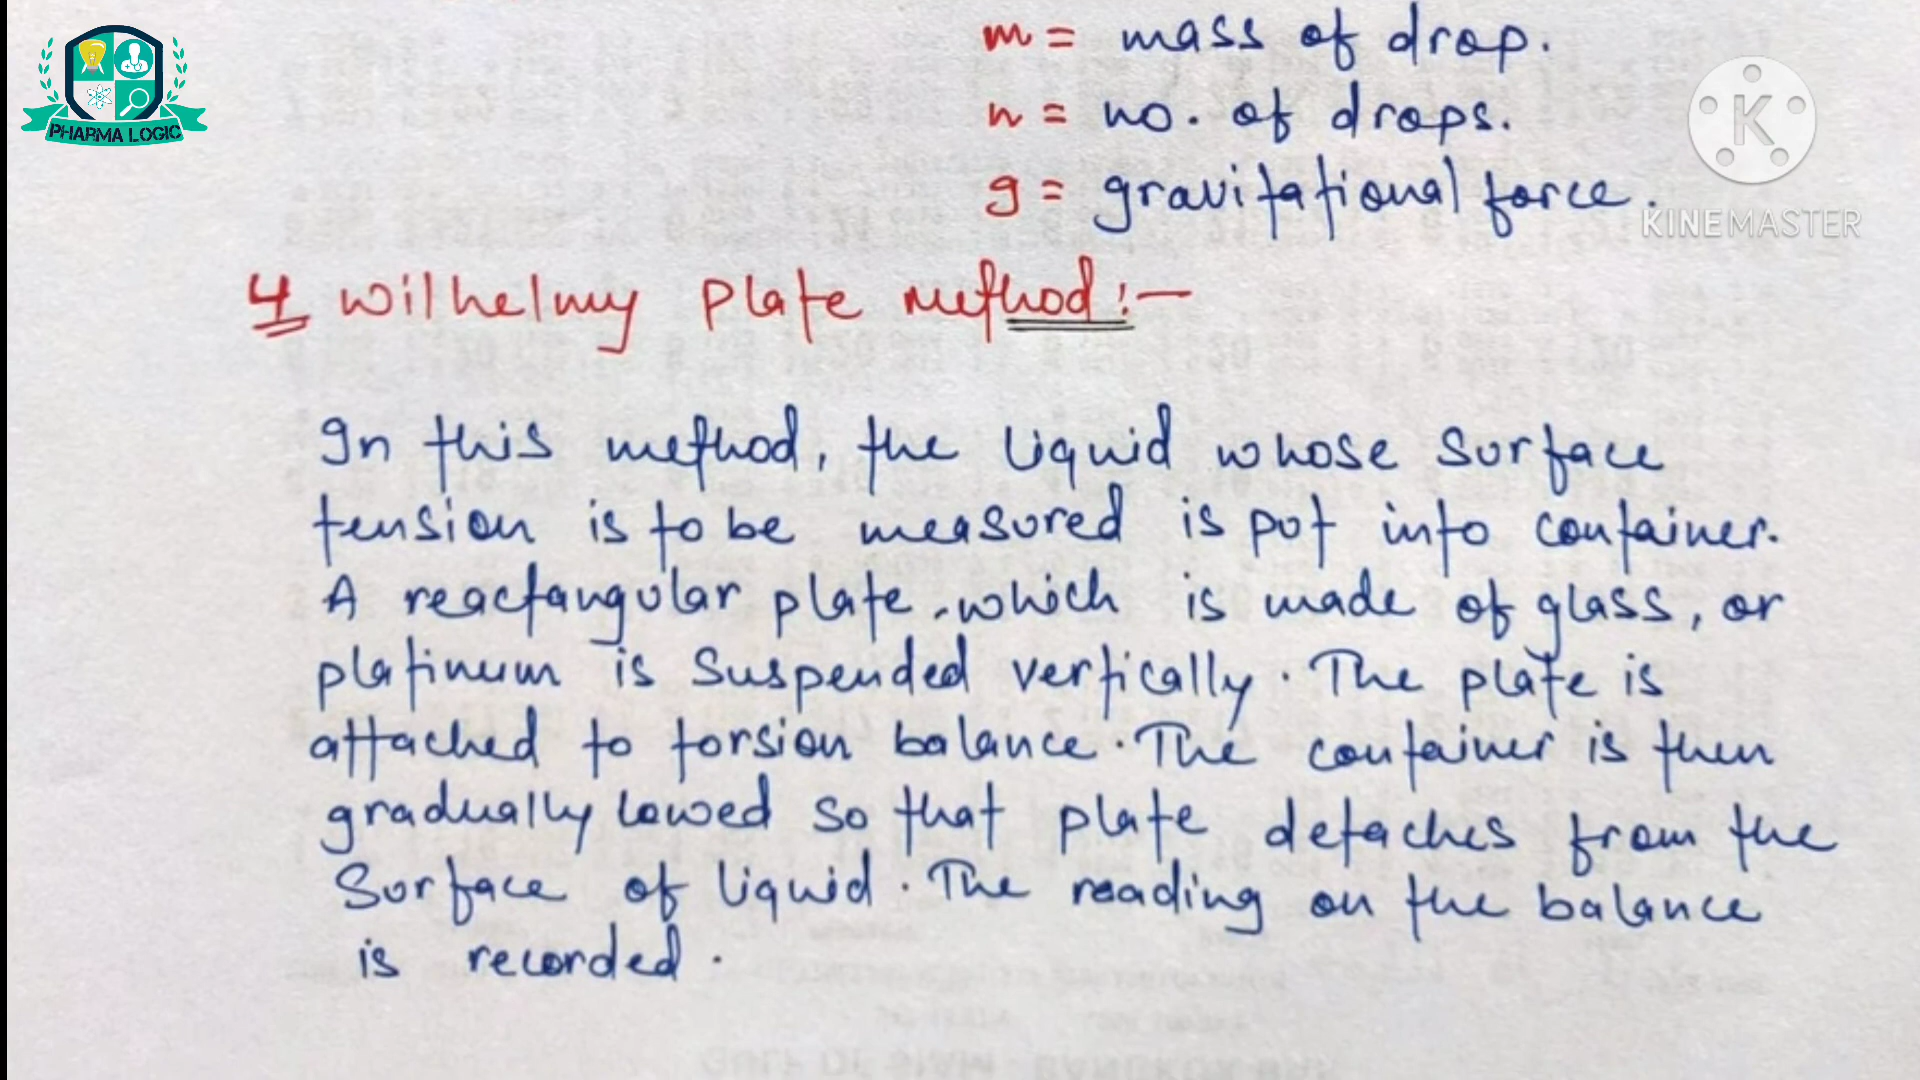 PHARMA LOGIC
m = mass of drop.
n = no. of drops.
g = gravitational force.
K
KINEMASTER
4 wilhelmy plate method :-
In this method, the liquid whose surface
tension is to be measured is put into container.
A reactangular plate, which is made of glass, or
platinum is suspended vertically. The plate is
attached to torsion balance. The container is then
gradually lowed so that plate detaches from the
surface of liquid. The reading on the balance
is recorded.